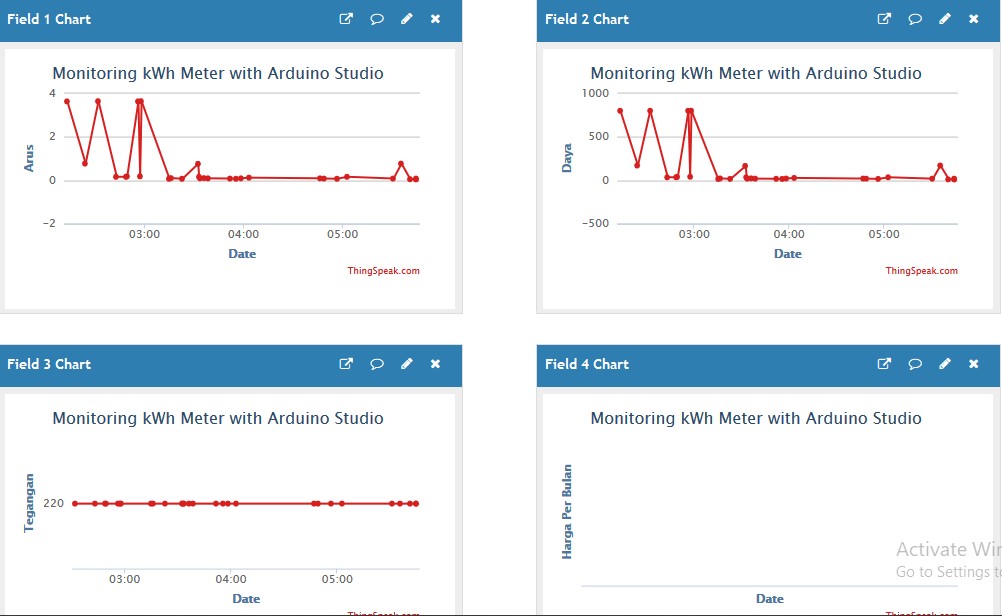 Field 1 Chart
Monitoring kWh Meter with Arduino Studio
Arus
4
2
0
−2
03:00 04:00 05:00
Date
ThingSpeak.com
Field 2 Chart
Monitoring kWh Meter with Arduino Studio
Daya
1000
500
0
−500
03:00 04:00 05:00
Date
ThingSpeak.com
Field 3 Chart
Monitoring kWh Meter with Arduino Studio
Tegangan
220
03:00 04:00 05:00
Date
ThingSpeak.com
Field 4 Chart
Monitoring kWh Meter with Arduino Studio
Harga Per Bulan
Date
ThingSpeak.com
Activate Win
Go to Settings to